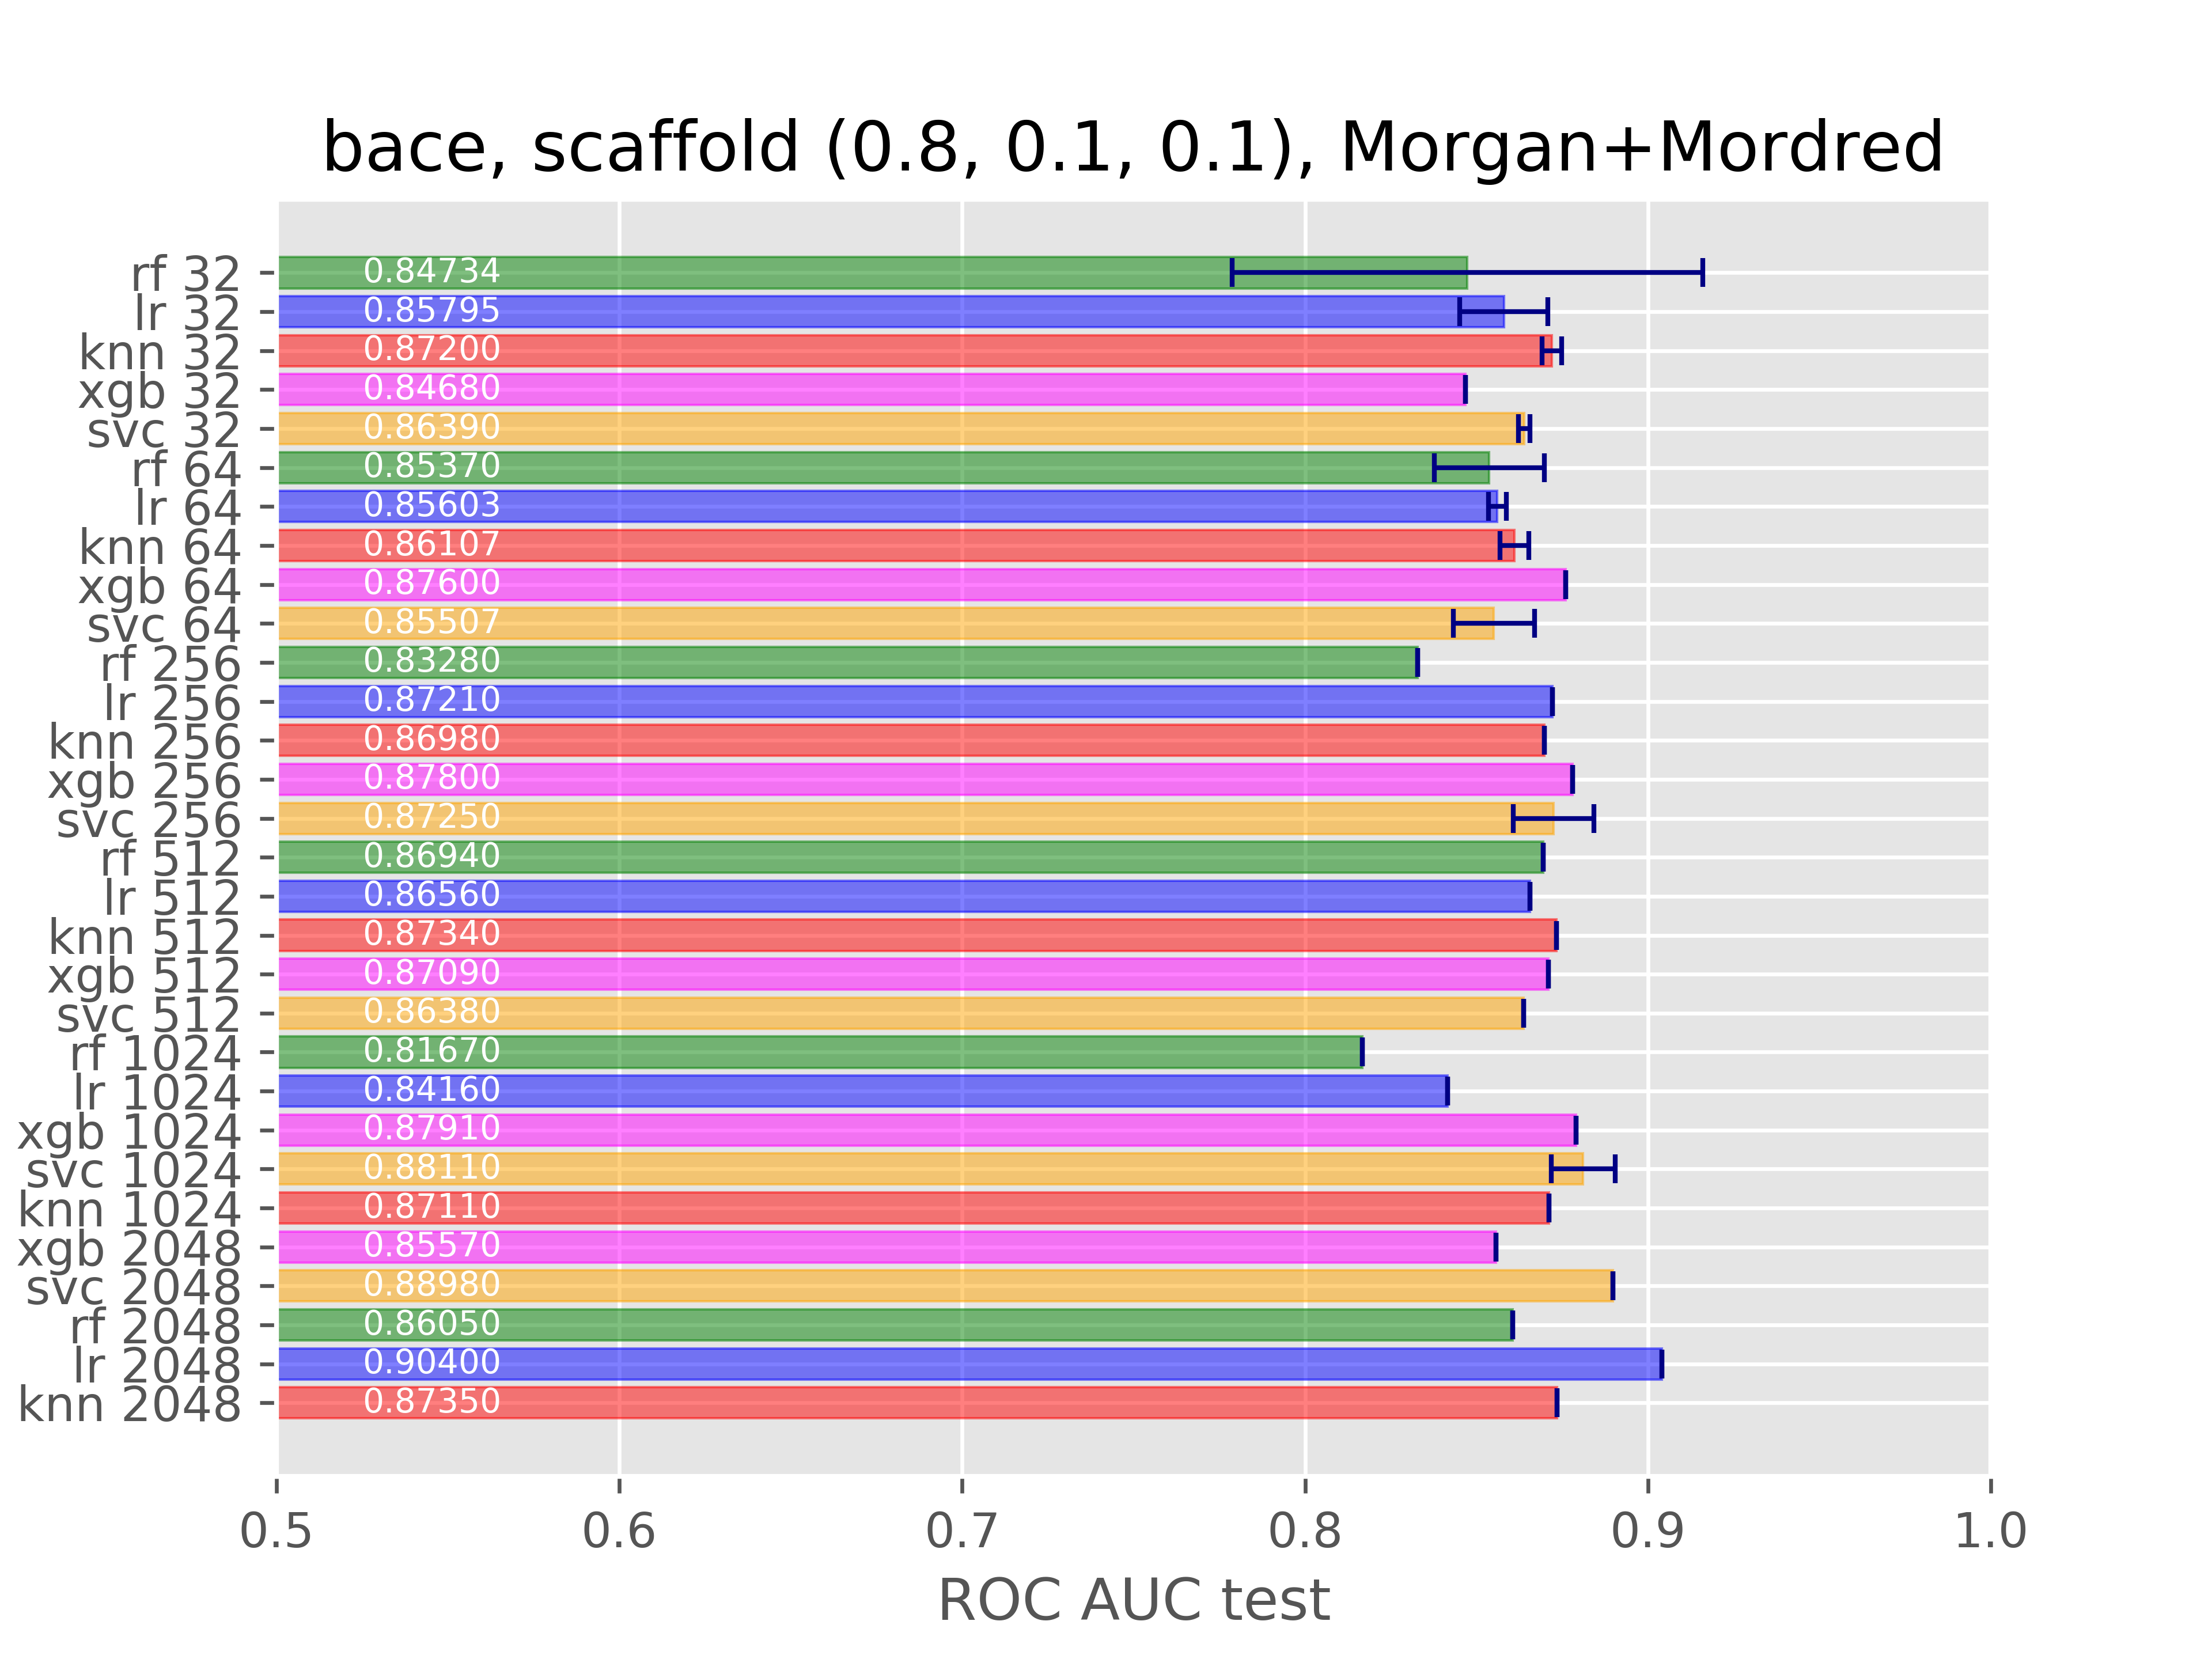 bace, scaffold (0.8, 0.1, 0.1), Morgan+Mordred
rf 32 0.84734
lr 32 0.85795
knn 32 0.87200
xgb 32 0.84680
svc 32 0.86390
rf 64 0.85370
lr 64 0.85603
knn 64 0.86107
xgb 64 0.87600
svc 64 0.85507
rf 256 0.83280
lr 256 0.87210
knn 256 0.86980
xgb 256 0.87800
svc 256 0.87250
rf 512 0.86940
lr 512 0.86560
knn 512 0.87340
xgb 512 0.87090
svc 512 0.86380
rf 1024 0.81670
lr 1024 0.84160
xgb 1024 0.87910
svc 1024 0.88110
knn 1024 0.87110
xgb 2048 0.85570
svc 2048 0.88980
rf 2048 0.86050
lr 2048 0.90400
knn 2048 0.87350
0.5 0.6 0.7 0.8 0.9 1.0
ROC AUC test